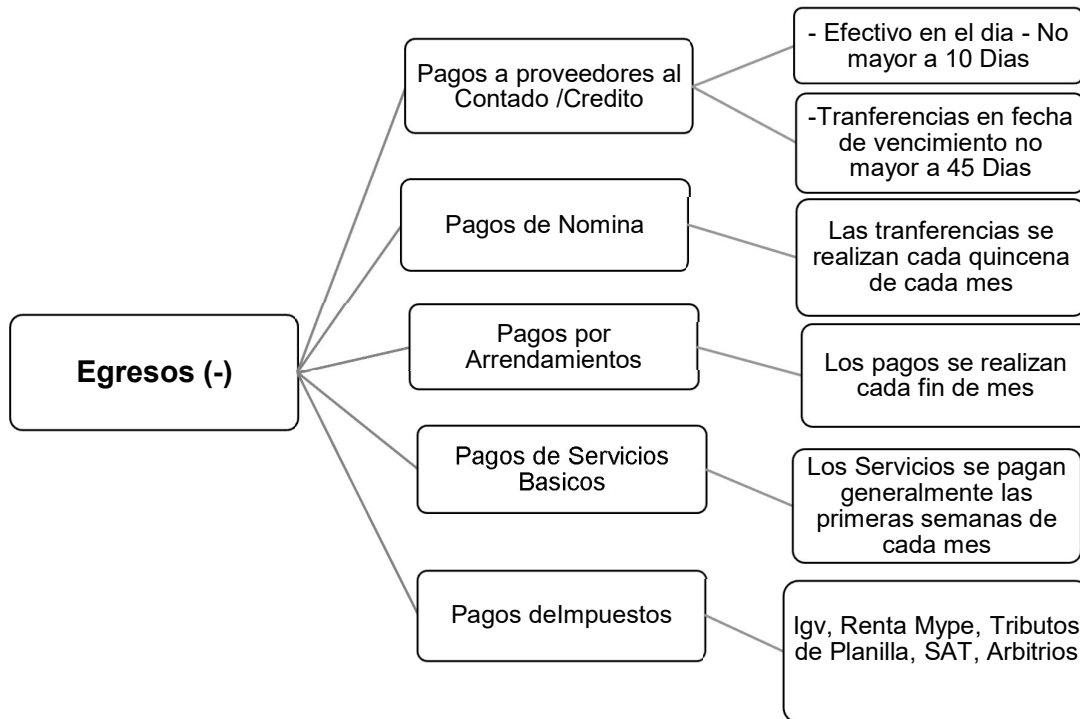 - Efectivo en el dia - No
mayor a 10 Dias
Pagos a proveedores al
Contado /Credito
-Tranferencias en fecha
de vencimiento no
mayor a 45 Dias
Pagos de Nomina
Las tranferencias se
realizan cada quincena
de cada mes
Egresos (-)
Pagos por
Arrendamientos
Los pagos se realizan
cada fin de mes
Pagos de Servicios
Basicos
Los Servicios se pagan
generalmente las
primeras semanas de
cada mes
Pagos deImpuestos
Igv, Renta Mype, Tributos
de Planilla, SAT, Arbitrios